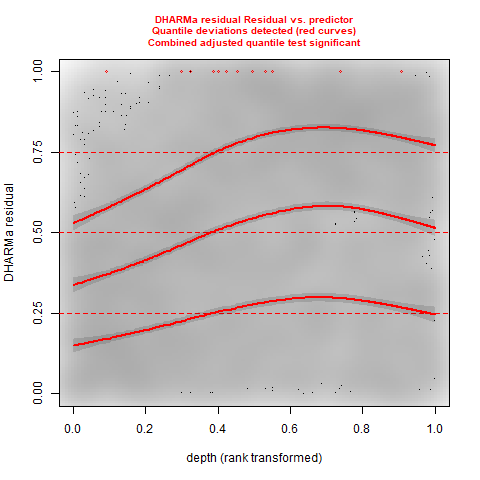 DHARMa residual Residual vs. predictor
Quantile deviations detected (red curves)
Combined adjusted quantile test significant
DHARMa residual
1.00
0.75
0.50
0.25
0.00
0.0 0.2 0.4 0.6 0.8 1.0
depth (rank transformed)